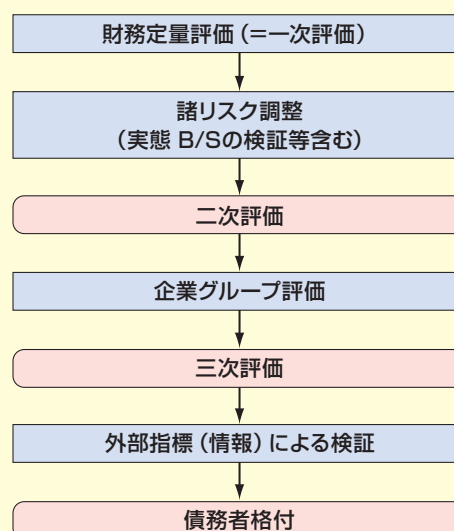 財務定量評価（＝一次評価）
諸リスク調整
（実態 B/Sの検証等含む）
二次評価
企業グループ評価
三次評価
外部指標（情報）による検証
債務者格付